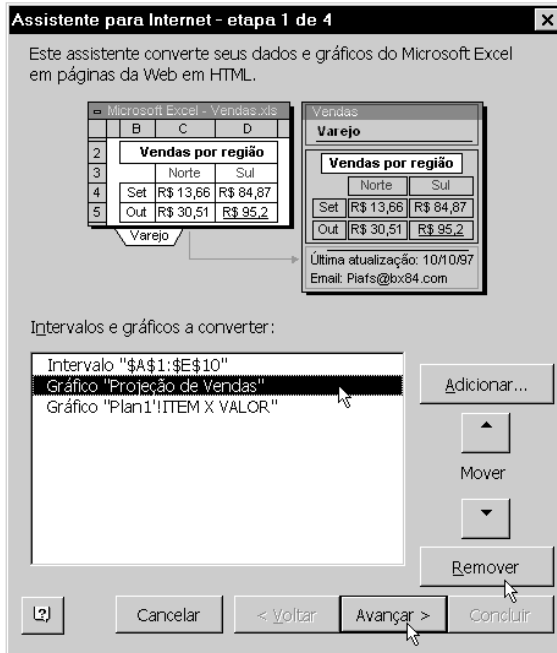 Assistente para Internet - etapa 1 de 4
Este assistente converte seus dados e gráficos do Microsoft Excel
em páginas da Web em HTML.
Microsoft Excel - Vendas.xls
B C D
2 Vendas por região
3 Norte Sul
4 Set R$ 13,66 R$ 84,87
5 Out R$ 30,51 R$ 95,2
Varejo
Vendas
Varejo
Vendas por região
Norte Sul
Set R$ 13,66 R$ 84,87
Out R$ 30,51 R$ 95,2
Última atualização: 10/10/97
Email: Piafs@bx84.com
Intervalos e gráficos a converter:
Intervalo "$A$1:$E$10"
Gráfico "Projeção de Vendas"
Gráfico "Plan1'!ITEM X VALOR"
Adicionar...
Mover
Remover
Cancelar
< Voltar
Avançar >
Concluir